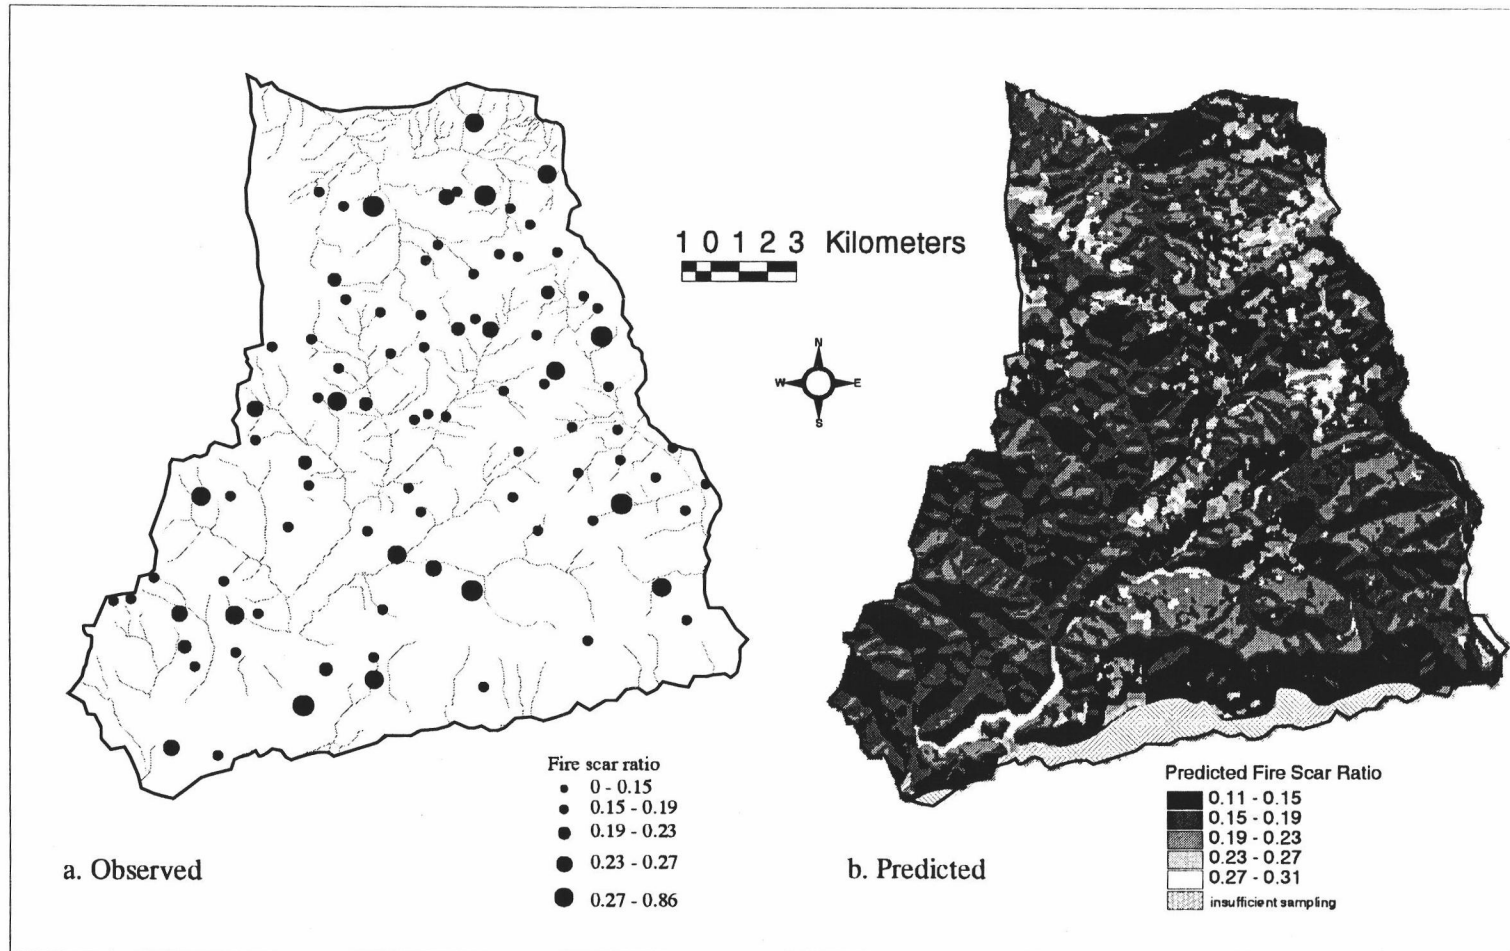 1 0 1 2 3 Kilometers
N
W E
S
Fire scar ratio
0 - 0.15
0.15 - 0.19
0.19 - 0.23
0.23 - 0.27
0.27 - 0.86
a. Observed
Predicted Fire Scar Ratio
0.11 - 0.15
0.15 - 0.19
0.19 - 0.23
0.23 - 0.27
0.27 - 0.31
insufficient sampling
b. Predicted